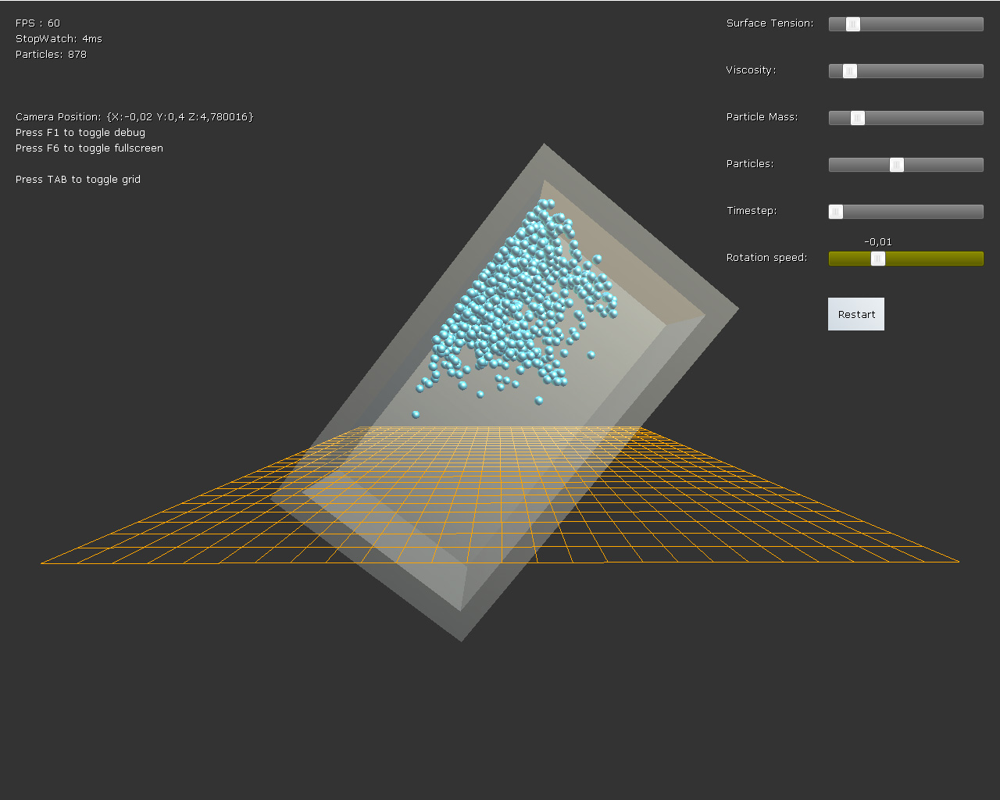 FPS : 60
StopWatch: 4ms
Particles: 878
Camera Position: {X:-0,02 Y:0,4 Z:4,780016}
Press F1 to toggle debug
Press F6 to toggle fullscreen
Press TAB to toggle grid
Surface Tension:
Viscosity:
Particle Mass:
Particles:
Timestep:
-0,01
Rotation speed:
Restart